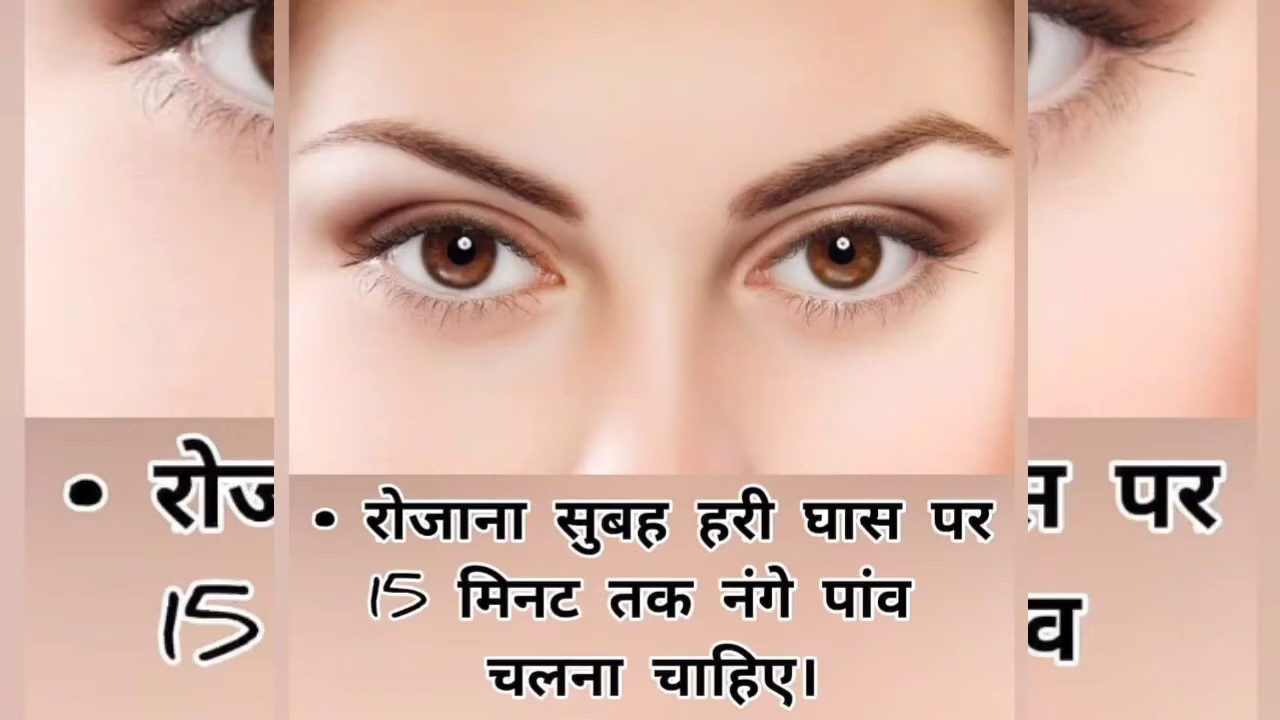 • रोजाना सुबह हरी घास पर
15 मिनट तक नंगे पांव
चलना चाहिए।